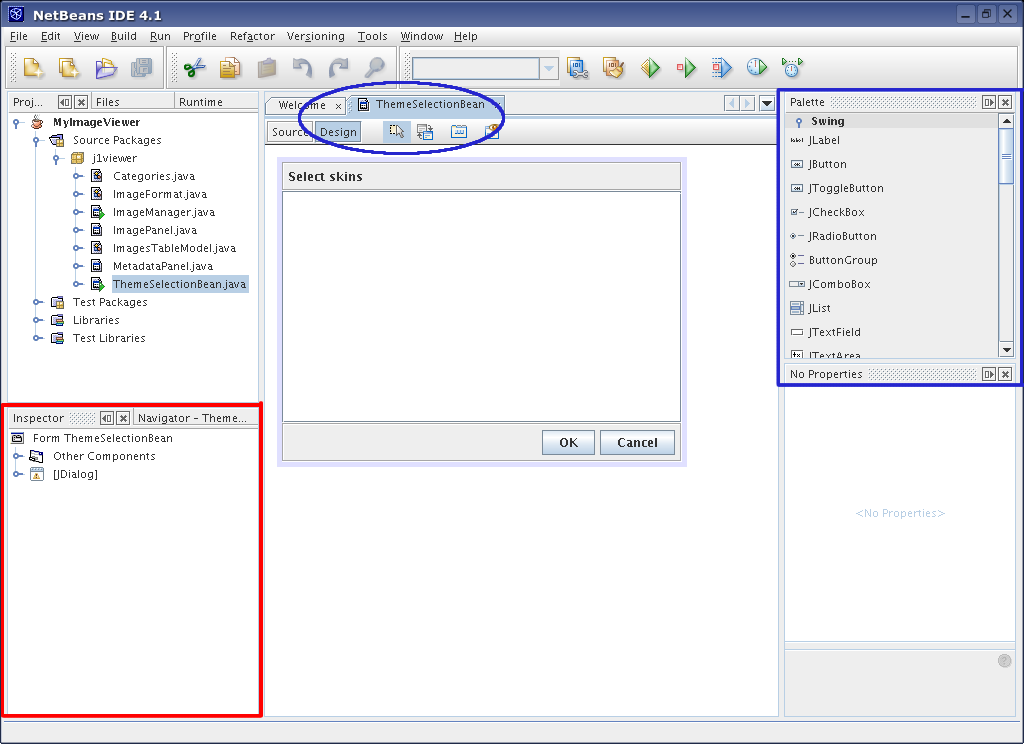 NetBeans IDE 4.1
File Edit View Build Run Profile Refactor Versioning Tools Window Help
Proj... Files Runtime
MyImageViewer
Source Packages
j1viewer
Categories.java
ImageFormat.java
ImageManager.java
ImagePanel.java
ImagesTableModel.java
MetadataPanel.java
ThemeSelectionBean.java
Test Packages
Libraries
Test Libraries
Inspector Navigator - Theme...
Form ThemeSelectionBean
Other Components
[JDialog]
Welcome ThemeSelectionBean
Source Design
Select skins
OK Cancel
Palette
Swing
JLabel
JButton
JToggleButton
JCheckBox
JRadioButton
ButtonGroup
JComboBox
JList
JTextField
JTextArea
No Properties
<No Properties>